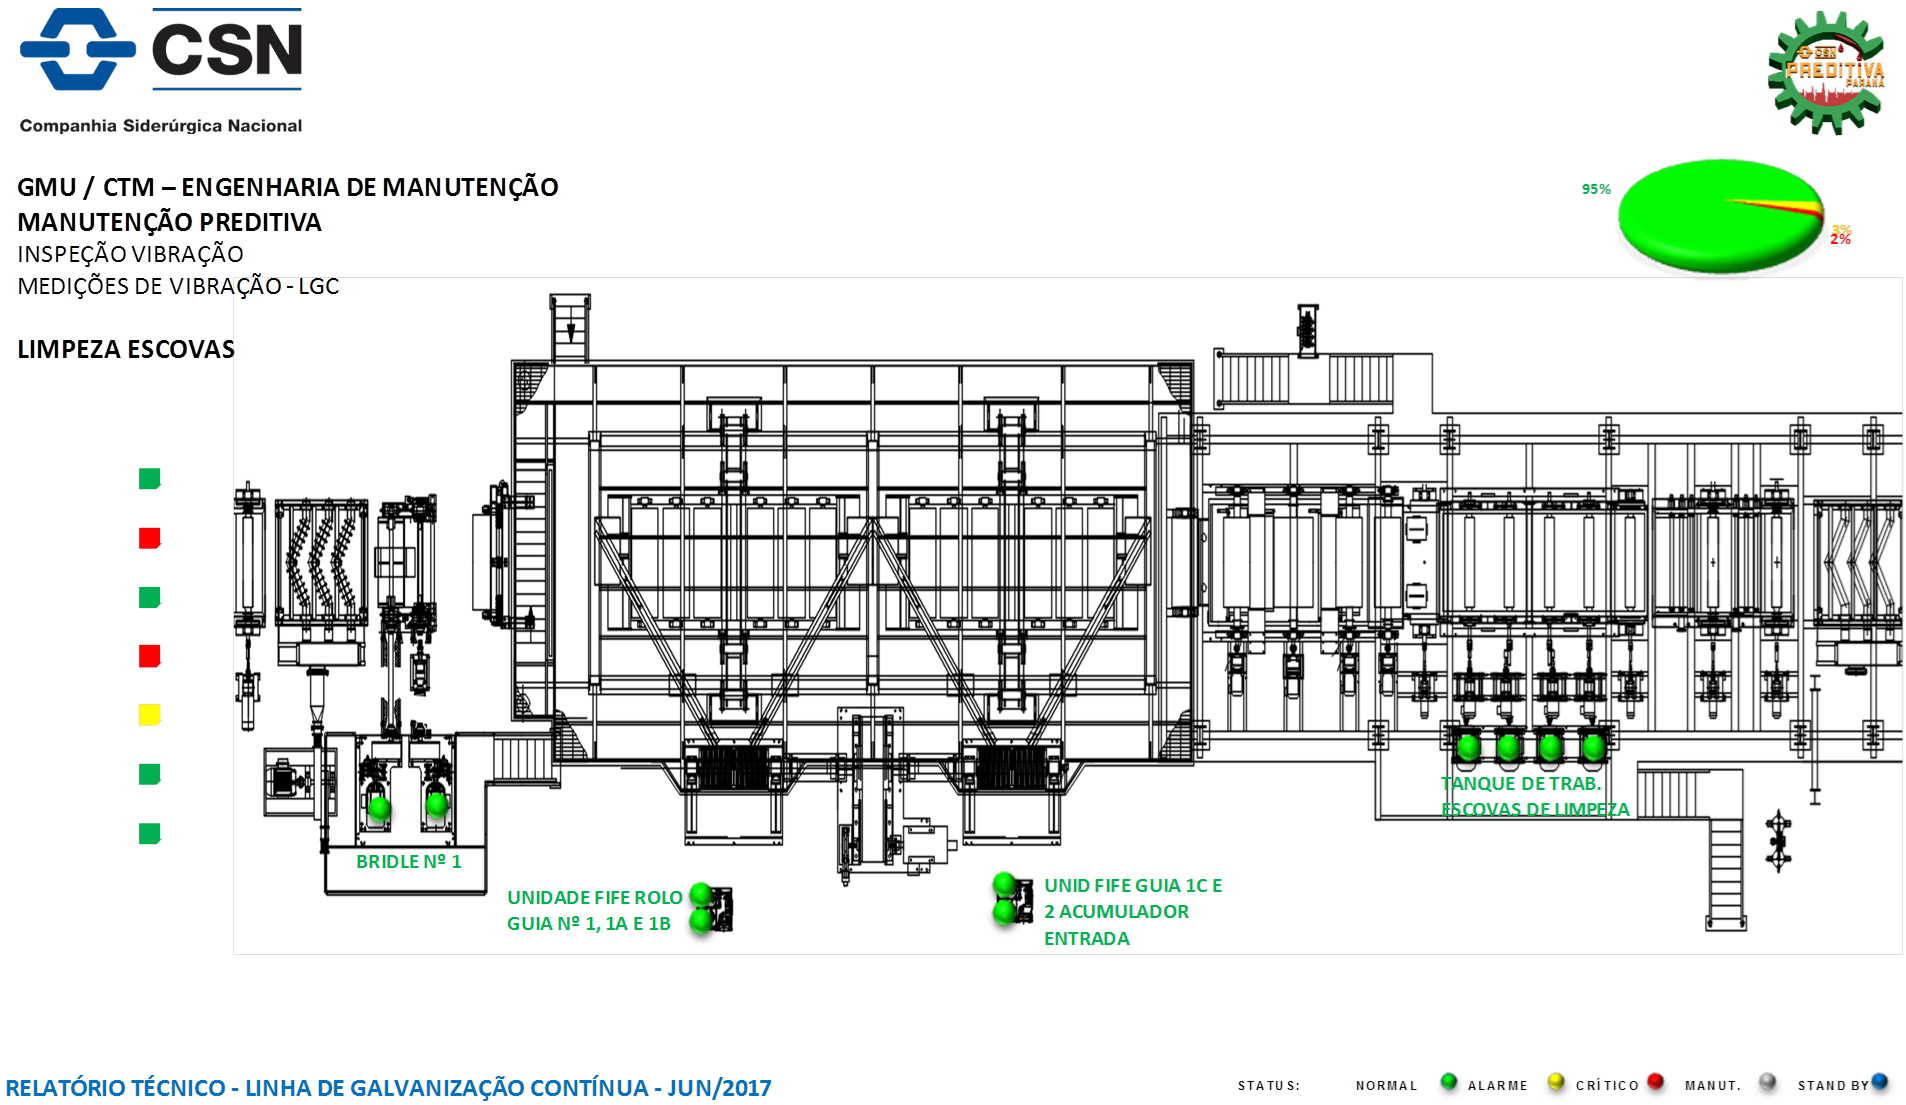 CSN
Companhia Siderúrgica Nacional
CSN
PREDITIVA
PARANÁ
GMU / CTM – ENGENHARIA DE MANUTENÇÃO
MANUTENÇÃO PREDITIVA
INSPEÇÃO VIBRAÇÃO
MEDIÇÕES DE VIBRAÇÃO - LGC
95%
3%
2%
LIMPEZA ESCOVAS
TANQUE DE TRAB.
ESCOVAS DE LIMPEZA
BRIDLE Nº 1
UNIDADE FIFE ROLO
GUIA Nº 1, 1A E 1B
UNID FIFE GUIA 1C E
2 ACUMULADOR
ENTRADA
RELATÓRIO TÉCNICO - LINHA DE GALVANIZAÇÃO CONTÍNUA - JUN/2017
STATUS: NORMAL ALARME CRÍTICO MANUT. STAND BY